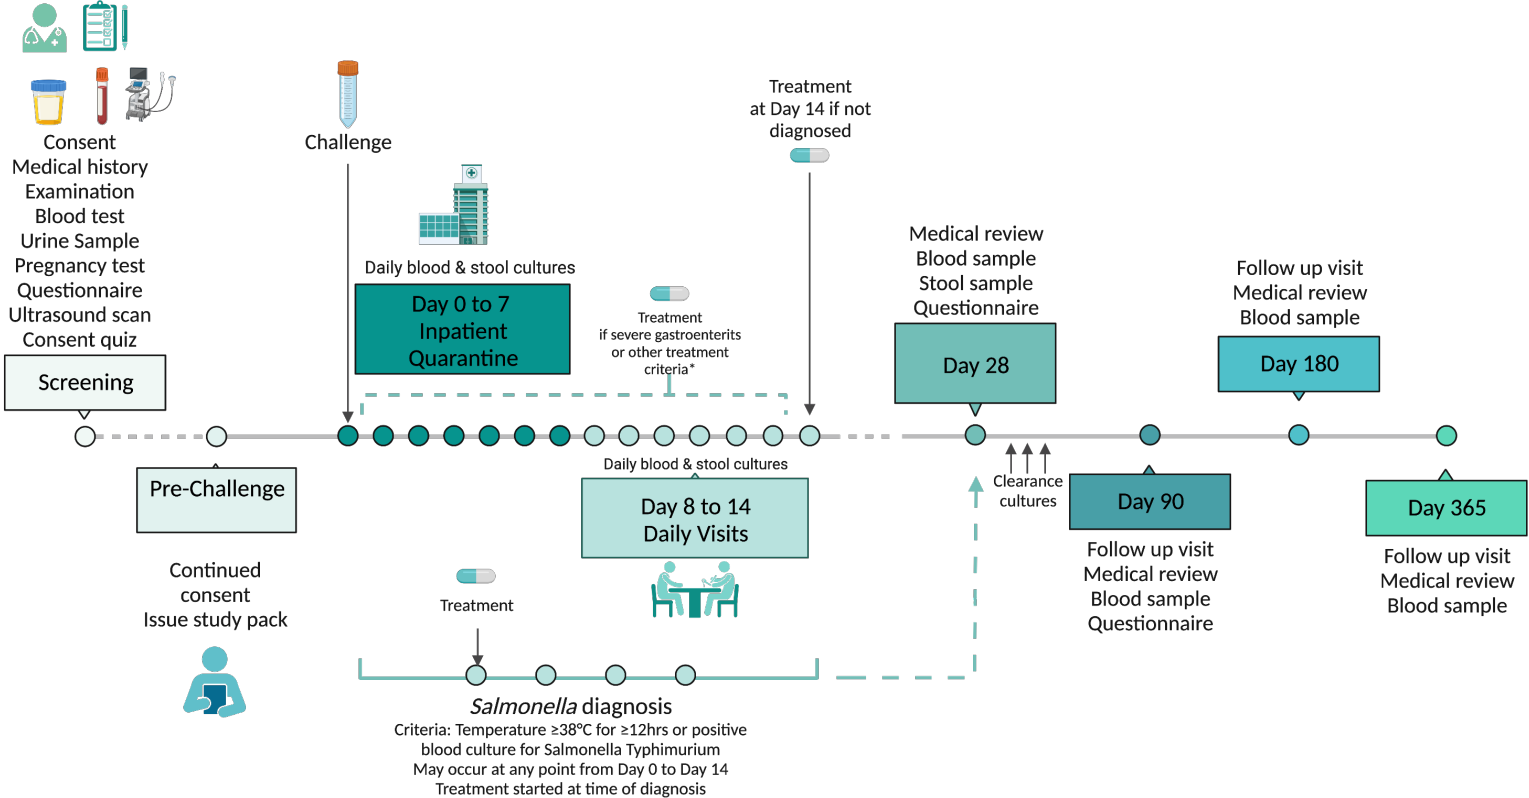 Consent
Medical history
Examination
Blood test
Urine Sample
Pregnancy test
Questionnaire
Ultrasound scan
Consent quiz
Screening
Pre-Challenge
Continued
consent
Issue study pack
Challenge
Daily blood & stool cultures
Day 0 to 7
Inpatient
Quarantine
Treatment
if severe gastroenterits
or other treatment
criteria*
Treatment
at Day 14 if not
diagnosed
Daily blood & stool cultures
Day 8 to 14
Daily Visits
Treatment
Salmonella diagnosis
Criteria: Temperature ≥38°C for ≥12hrs or positive
blood culture for Salmonella Typhimurium
May occur at any point from Day 0 to Day 14
Treatment started at time of diagnosis
Medical review
Blood sample
Stool sample
Questionnaire
Day 28
Clearance
cultures
Day 90
Follow up visit
Medical review
Blood sample
Questionnaire
Follow up visit
Medical review
Blood sample
Day 180
Day 365
Follow up visit
Medical review
Blood sample